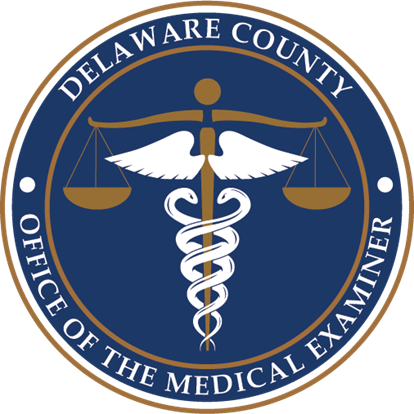 DELAWARE COUNTY
OFFICE OF THE MEDICAL EXAMINER